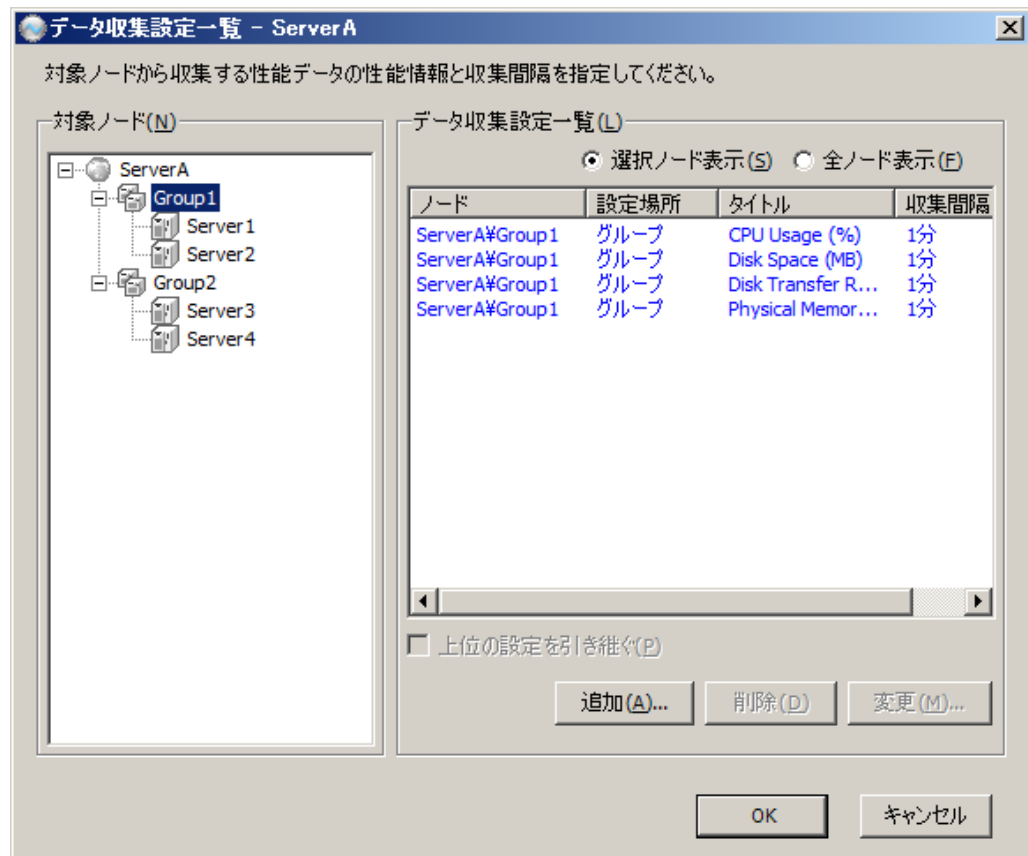 データ収集設定一覧 - ServerA
対象ノードから収集する性能データの性能情報と収集間隔を指定してください。
対象ノード(N)
ServerA
Group1
Server1
Server2
Group2
Server3
Server4
データ収集設定一覧(L)
選択ノード表示(S) 全ノード表示(F)
ノード 設定場所 タイトル 収集間隔
ServerA¥Group1 グループ CPU Usage (%) 1分
ServerA¥Group1 グループ Disk Space (MB) 1分
ServerA¥Group1 グループ Disk Transfer R... 1分
ServerA¥Group1 グループ Physical Memor... 1分
上位の設定を引き継ぐ(P)
追加(A)... 削除(D) 変更(M)...
OK キャンセル